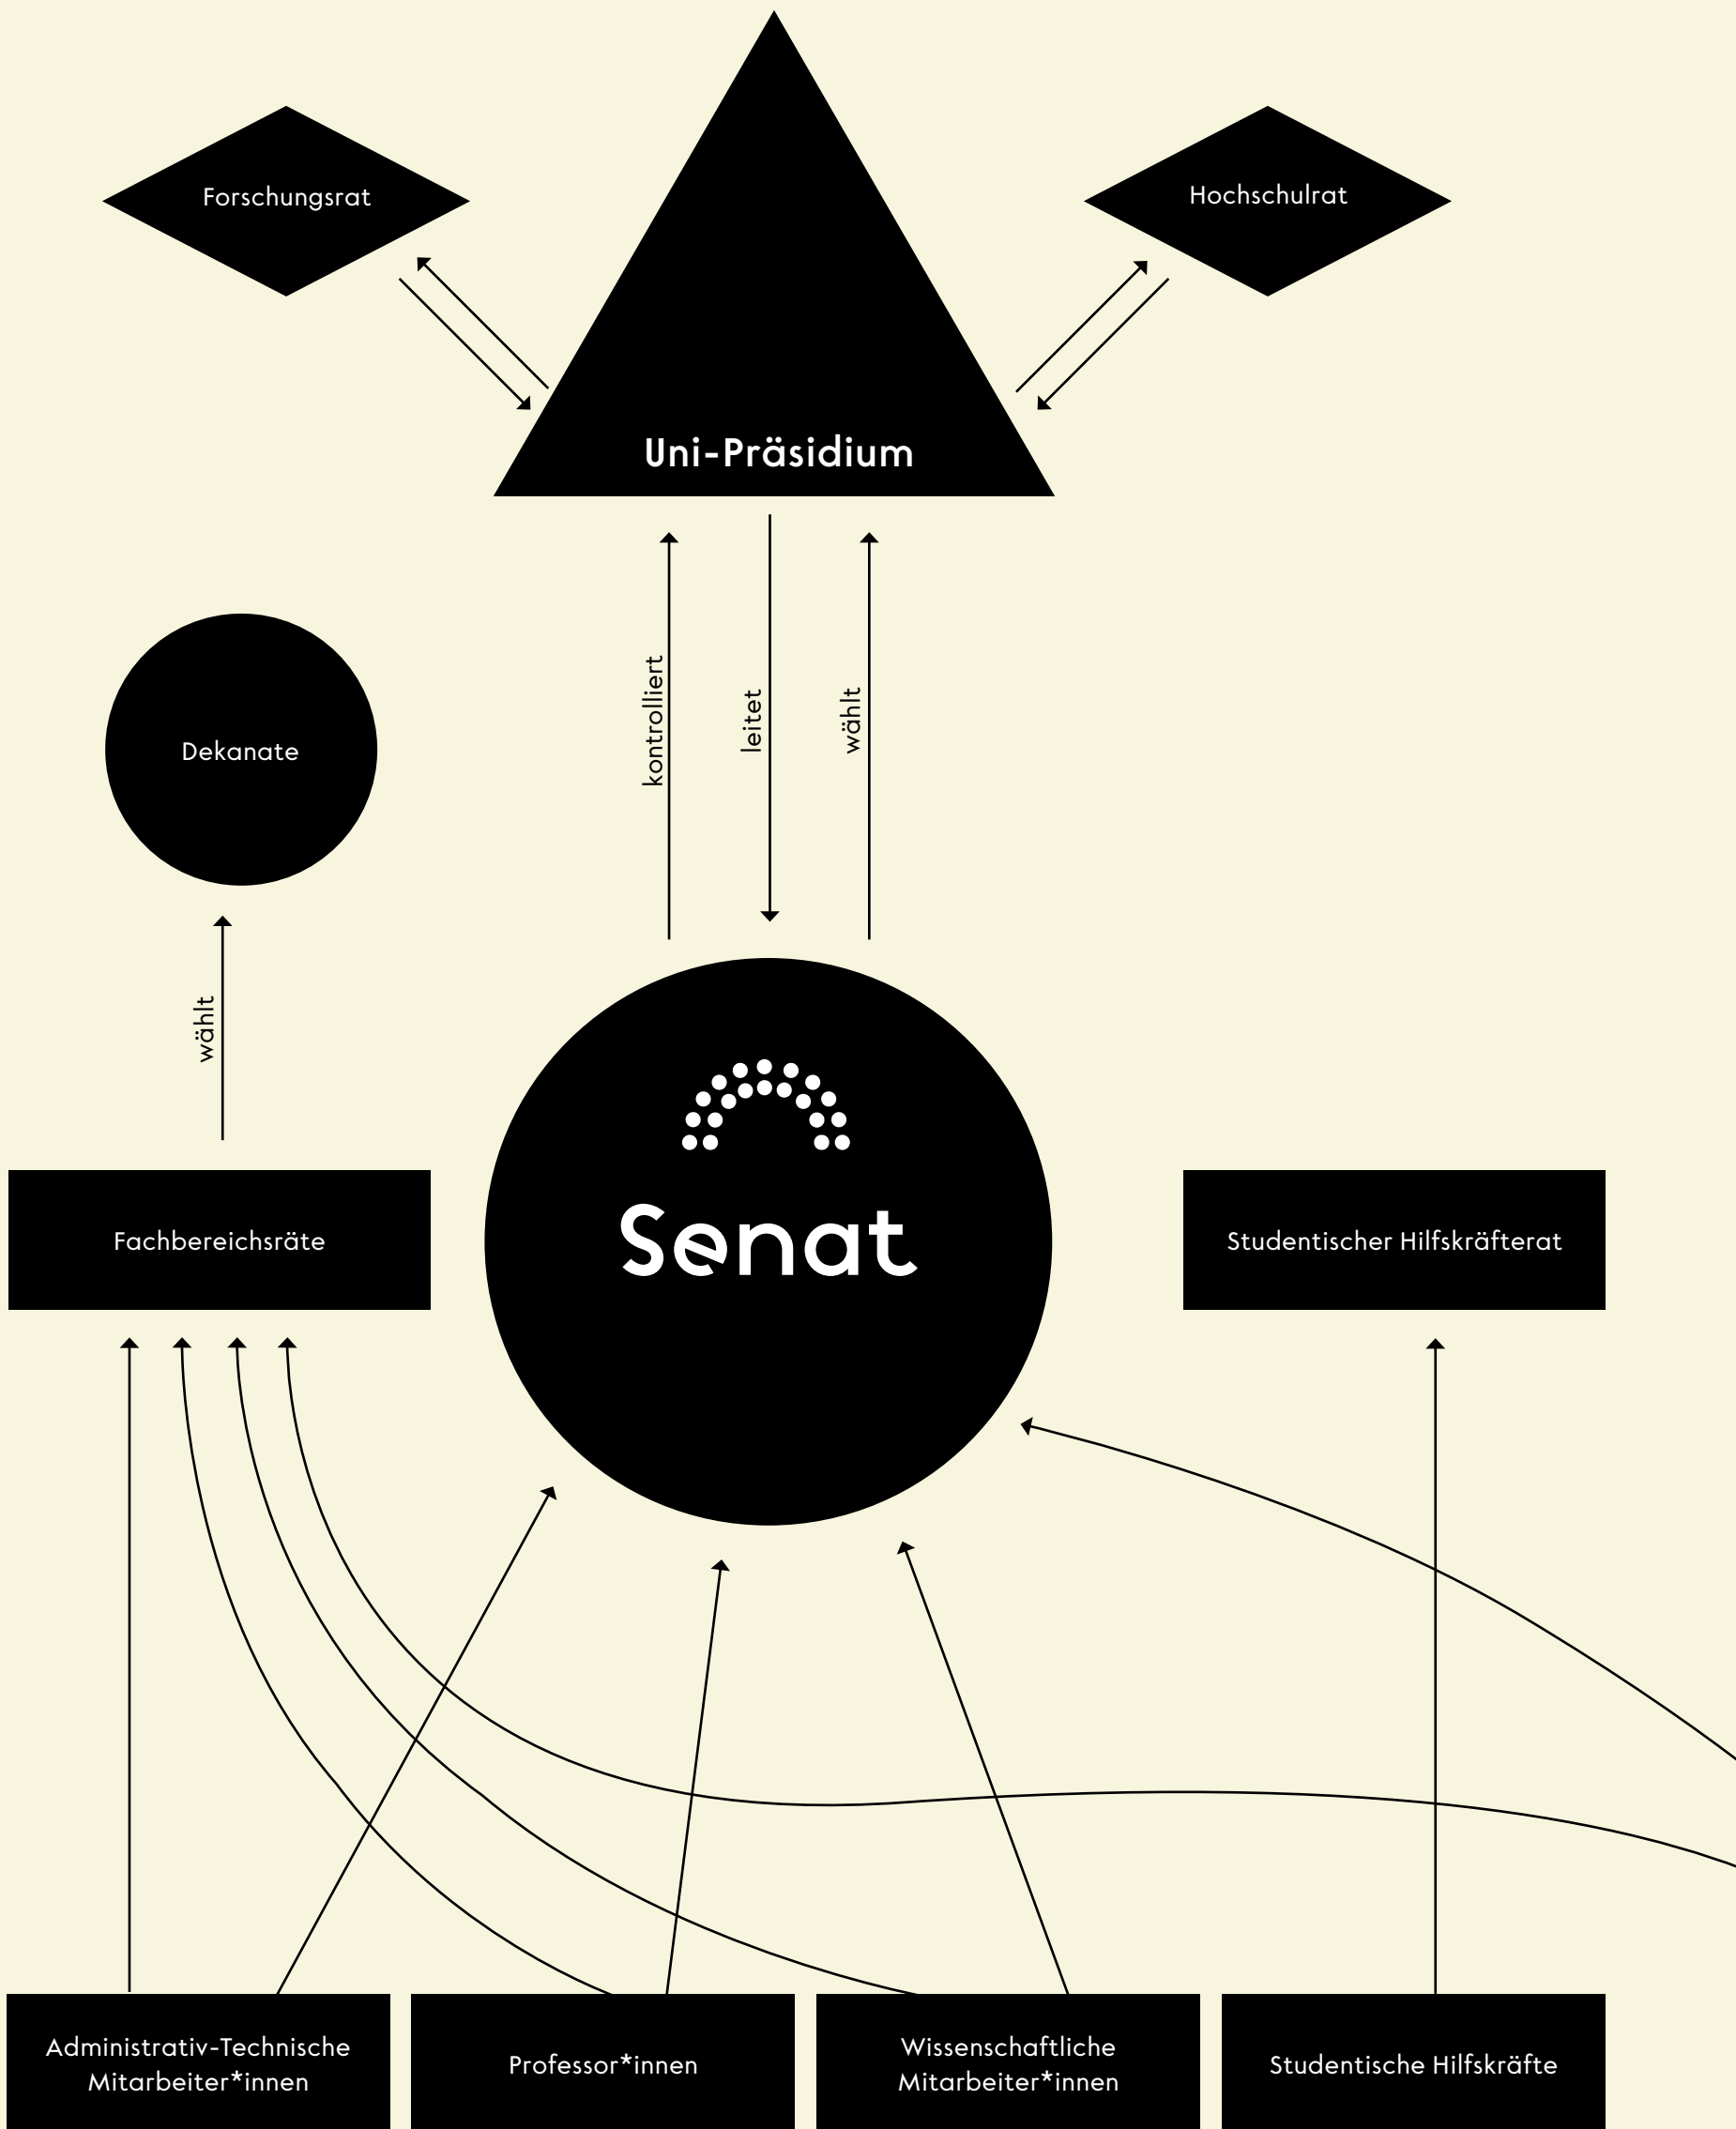 Forschungsrat
Hochschulrat
Uni-Präsidium
kontrolliert
leitet
wählt
Dekanate
wählt
Fachbereichsräte
Senat
Studentischer Hilfskräfterat
Administrativ-Technische
Mitarbeiter*innen
Professor*innen
Wissenschaftliche
Mitarbeiter*innen
Studentische Hilfskräfte